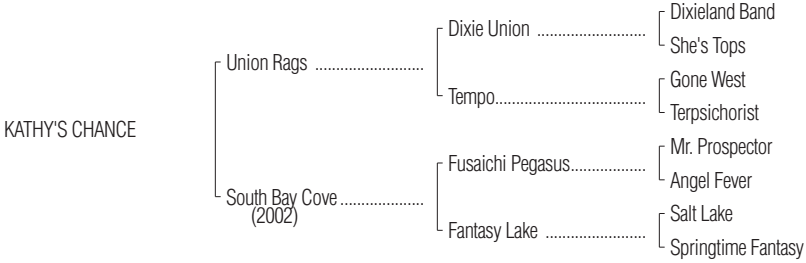 Dixieland Band
Dixie Union ..........................
She's Tops
Union Rags ..........................
Gone West
Tempo....................................
Terpsichorist
KATHY'S CHANCE
Mr. Prospector
Fusaichi Pegasus..................
Angel Fever
South Bay Cove ....................
(2002)
Salt Lake
Fantasy Lake ........................
Springtime Fantasy